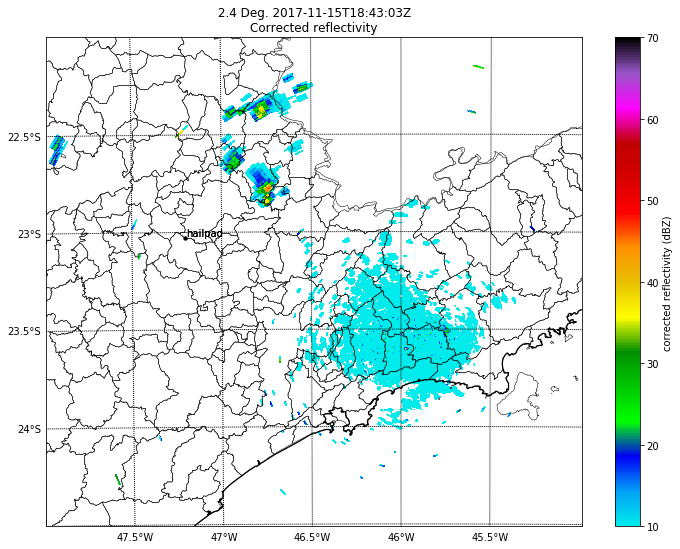 2.4 Deg. 2017-11-15T18:43:03Z
Corrected reflectivity
70
60
50
40
30
20
10
corrected reflectivity (dBZ)
22.5°S
23°S
23.5°S
24°S
hailpad
47.5°W
47°W
46.5°W
46°W
45.5°W